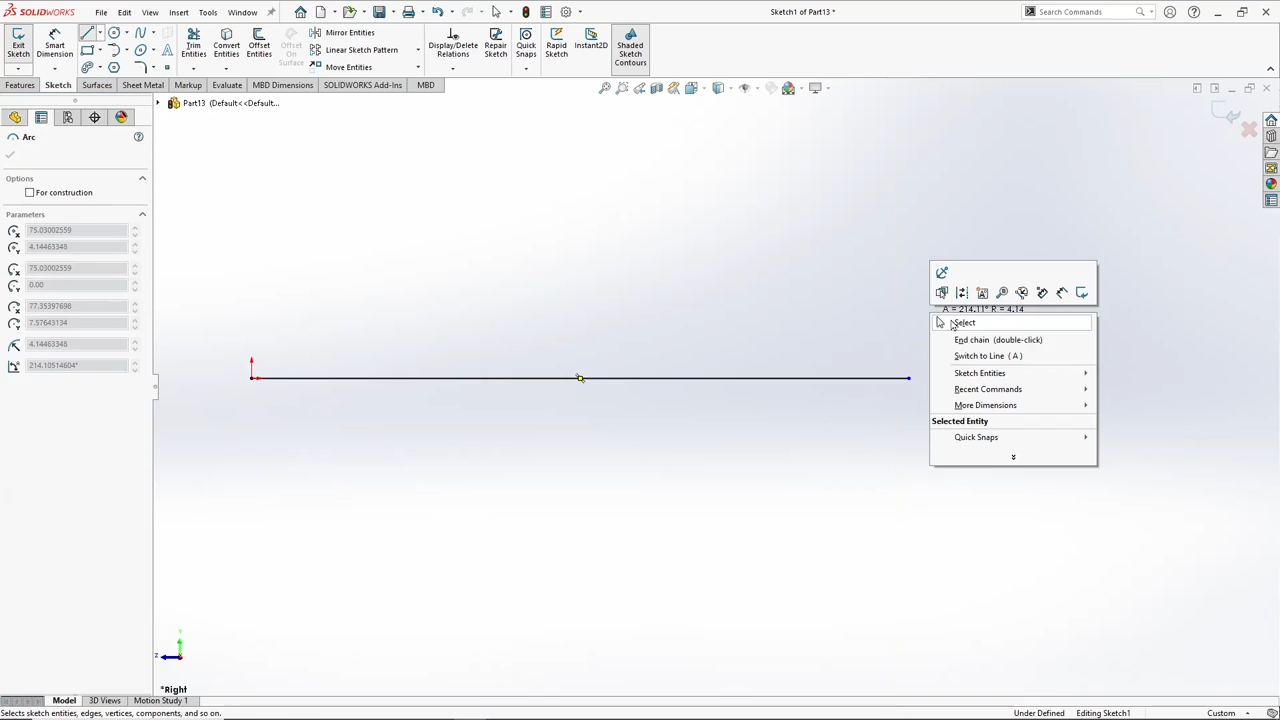 SOLIDWORKS File Edit View Insert Tools Window Sketch1 of Part13 * Search Commands
Exit Sketch
Smart Dimension
Trim Entities
Convert Entities
Offset Entities
Offset On Surface
Mirror Entities
Linear Sketch Pattern
Move Entities
Display/Delete Relations
Repair Sketch
Quick Snaps
Rapid Sketch
Instant2D
Shaded Sketch Contours
Features Sketch Surfaces Sheet Metal Markup Evaluate MBD Dimensions SOLIDWORKS Add-Ins MBD
Part13 (Default<<Default...
Arc
Options
For construction
Parameters
75.03002559
4.14463348
75.03002559
0.00
77.35397698
7.57643134
4.14463348
214.10514604°
A = 214.11° R = 4.14
Select
End chain (double-click)
Switch to Line (A)
Sketch Entities
Recent Commands
More Dimensions
Selected Entity
Quick Snaps
Y
Z
*Right
Model 3D Views Motion Study 1
Selects sketch entities, edges, vertices, components, and so on. Under Defined Editing Sketch1 Custom